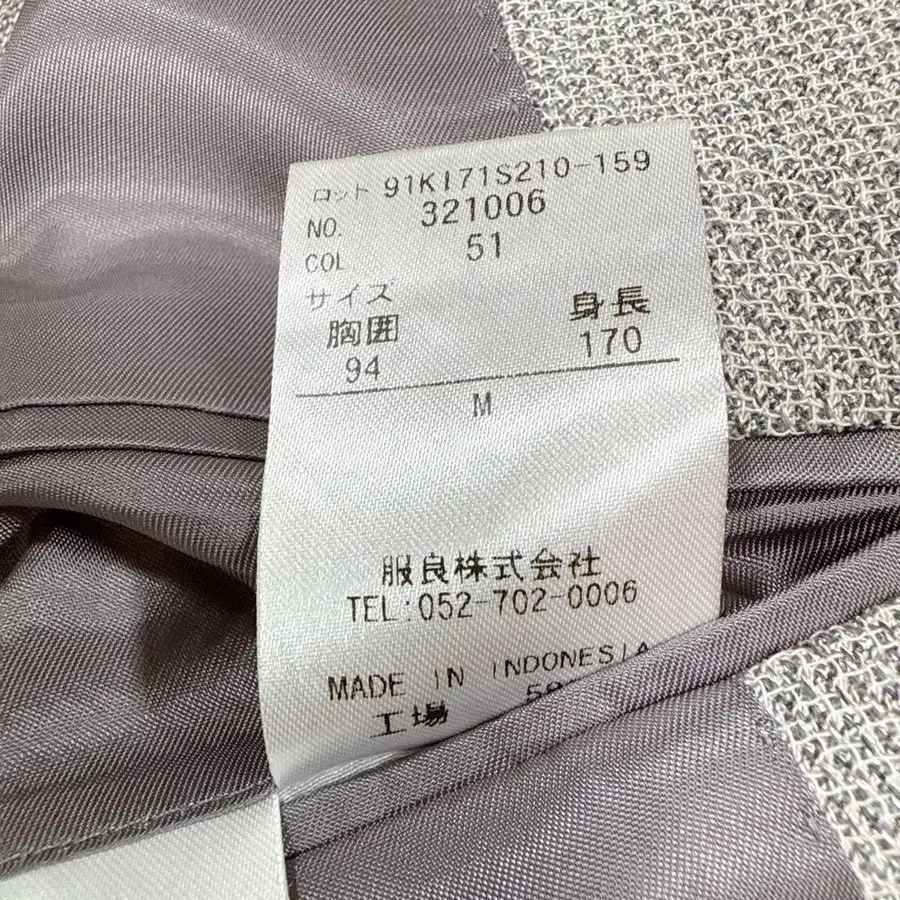 ロット 91KI71S210-159
NO. 321006
COL 51
サイズ
胸囲 身長
94 170
M
服良株式会社
TEL:052-702-0006
MADE IN INDONESIA
工場